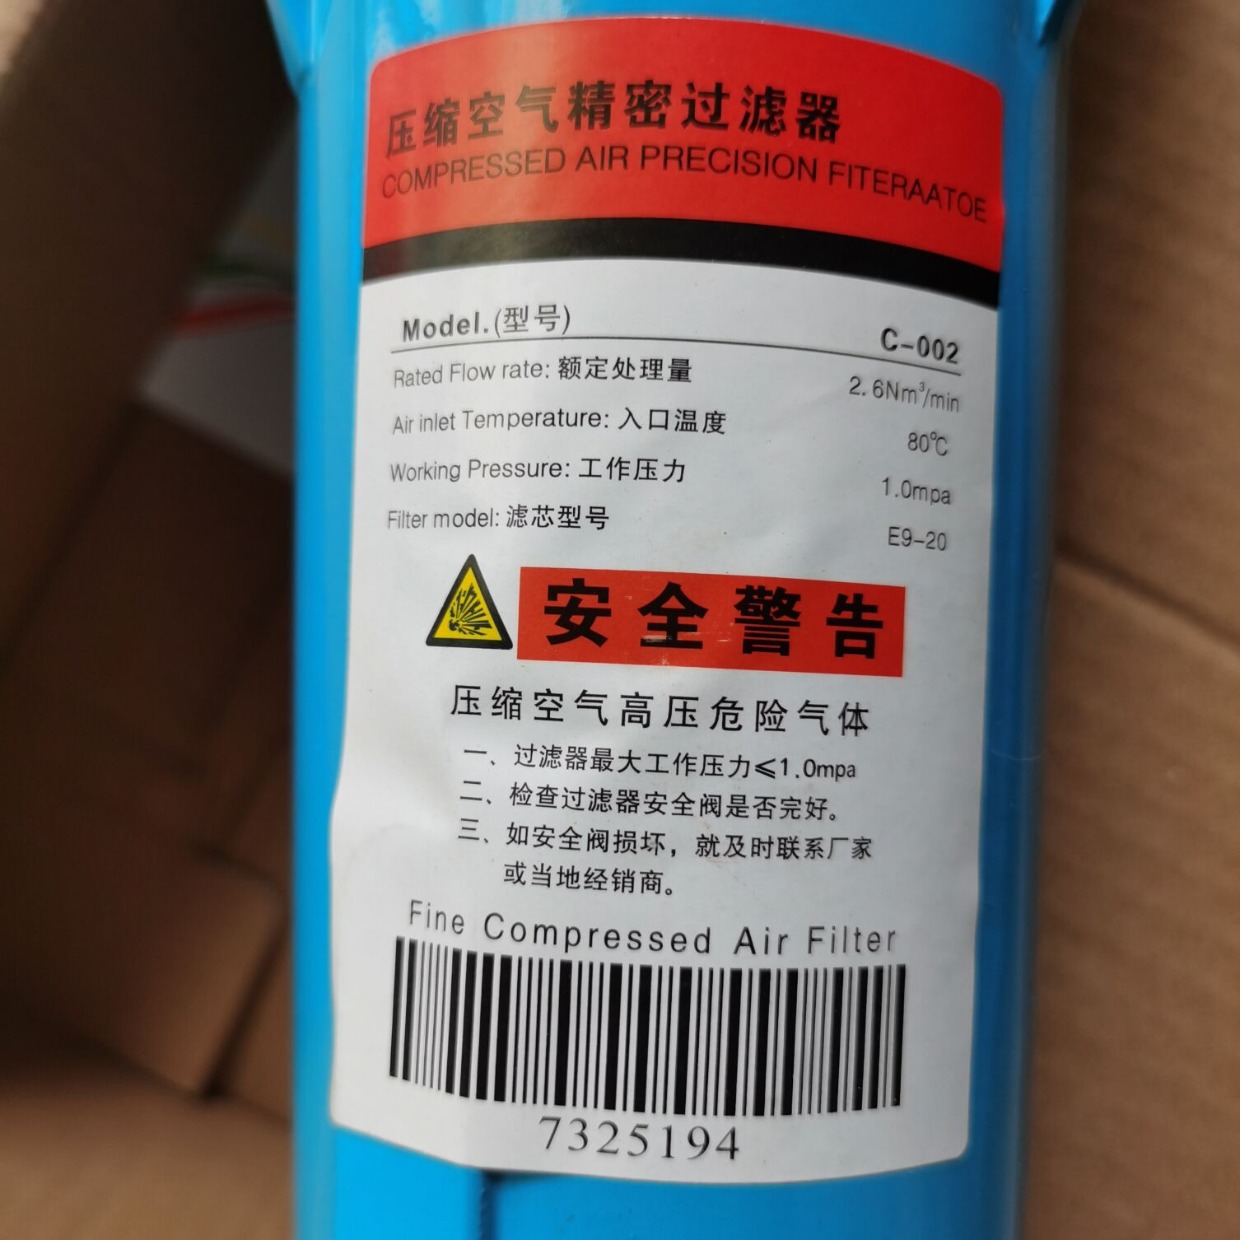 压缩空气精密过滤器
COMPRESSED AIR PRECISION FITERAATOE
Model.(型号) C-002
Rated Flow rate: 额定处理量 2.6Nm³/min
Air inlet Temperature: 入口温度 80℃
Working Pressure: 工作压力 1.0mpa
Filter model: 滤芯型号 E9-20
安全警告
压缩空气高压危险气体
一、过滤器最大工作压力≤1.0mpa
二、检查过滤器安全阀是否完好。
三、如安全阀损坏，就及时联系厂家
或当地经销商。
Fine Compressed Air Filter
7325194